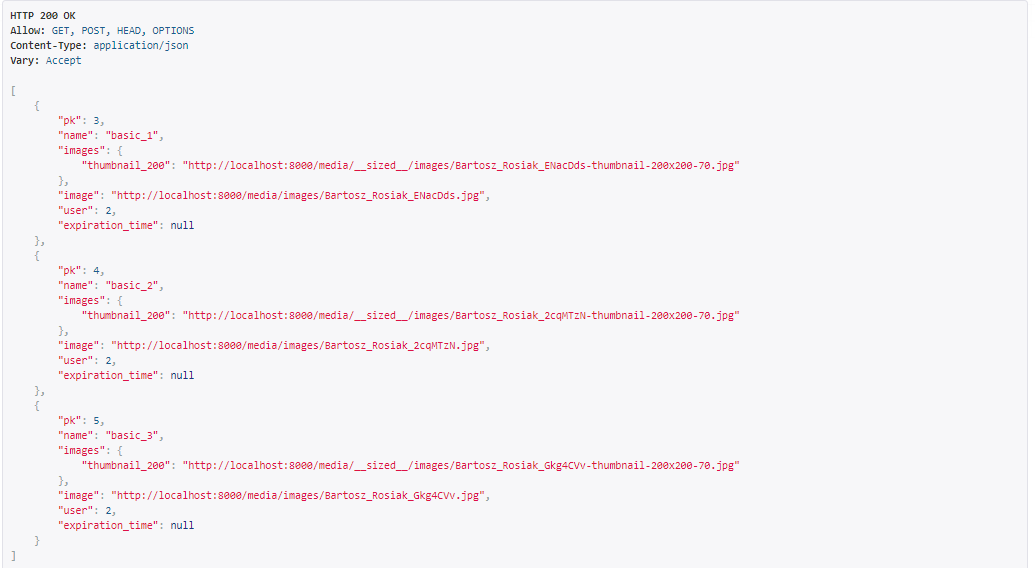 HTTP 200 OK
Allow: GET, POST, HEAD, OPTIONS
Content-Type: application/json
Vary: Accept
[
{
"pk": 3,
"name": "basic_1",
"images": {
"thumbnail_200": "http://localhost:8000/media/__sized__/images/Bartosz_Rosiak_ENacDds-thumbnail-200x200-70.jpg"
},
"image": "http://localhost:8000/media/images/Bartosz_Rosiak_ENacDds.jpg",
"user": 2,
"expiration_time": null
},
{
"pk": 4,
"name": "basic_2",
"images": {
"thumbnail_200": "http://localhost:8000/media/__sized__/images/Bartosz_Rosiak_2cqMTzN-thumbnail-200x200-70.jpg"
},
"image": "http://localhost:8000/media/images/Bartosz_Rosiak_2cqMTzN.jpg",
"user": 2,
"expiration_time": null
},
{
"pk": 5,
"name": "basic_3",
"images": {
"thumbnail_200": "http://localhost:8000/media/__sized__/images/Bartosz_Rosiak_Gkg4CVv-thumbnail-200x200-70.jpg"
},
"image": "http://localhost:8000/media/images/Bartosz_Rosiak_Gkg4CVv.jpg",
"user": 2,
"expiration_time": null
}
]